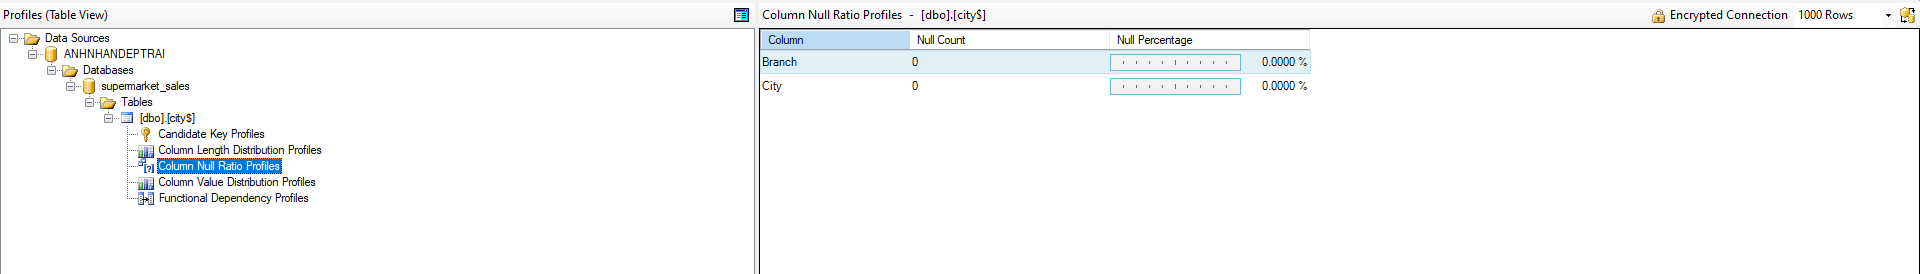 Profiles (Table View)
Data Sources
ANHNHANDEPTRAI
Databases
supermarket_sales
Tables
[dbo].[city$]
Candidate Key Profiles
Column Length Distribution Profiles
Column Null Ratio Profiles
Column Value Distribution Profiles
Functional Dependency Profiles
Column Null Ratio Profiles - [dbo].[city$]
Encrypted Connection 1000 Rows
Column Null Count Null Percentage
Branch 0 0.0000 %
City 0 0.0000 %